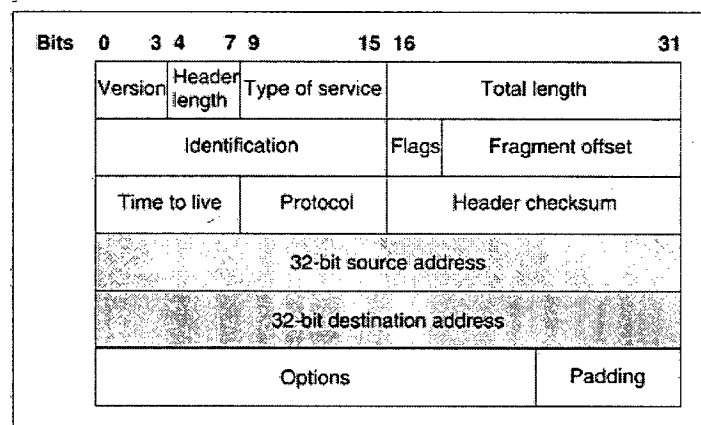 Bits 0 3 4 7 9 15 16 31
Version Header length Type of service Total length
Identification Flags Fragment offset
Time to live Protocol Header checksum
32-bit source address
32-bit destination address
Options Padding